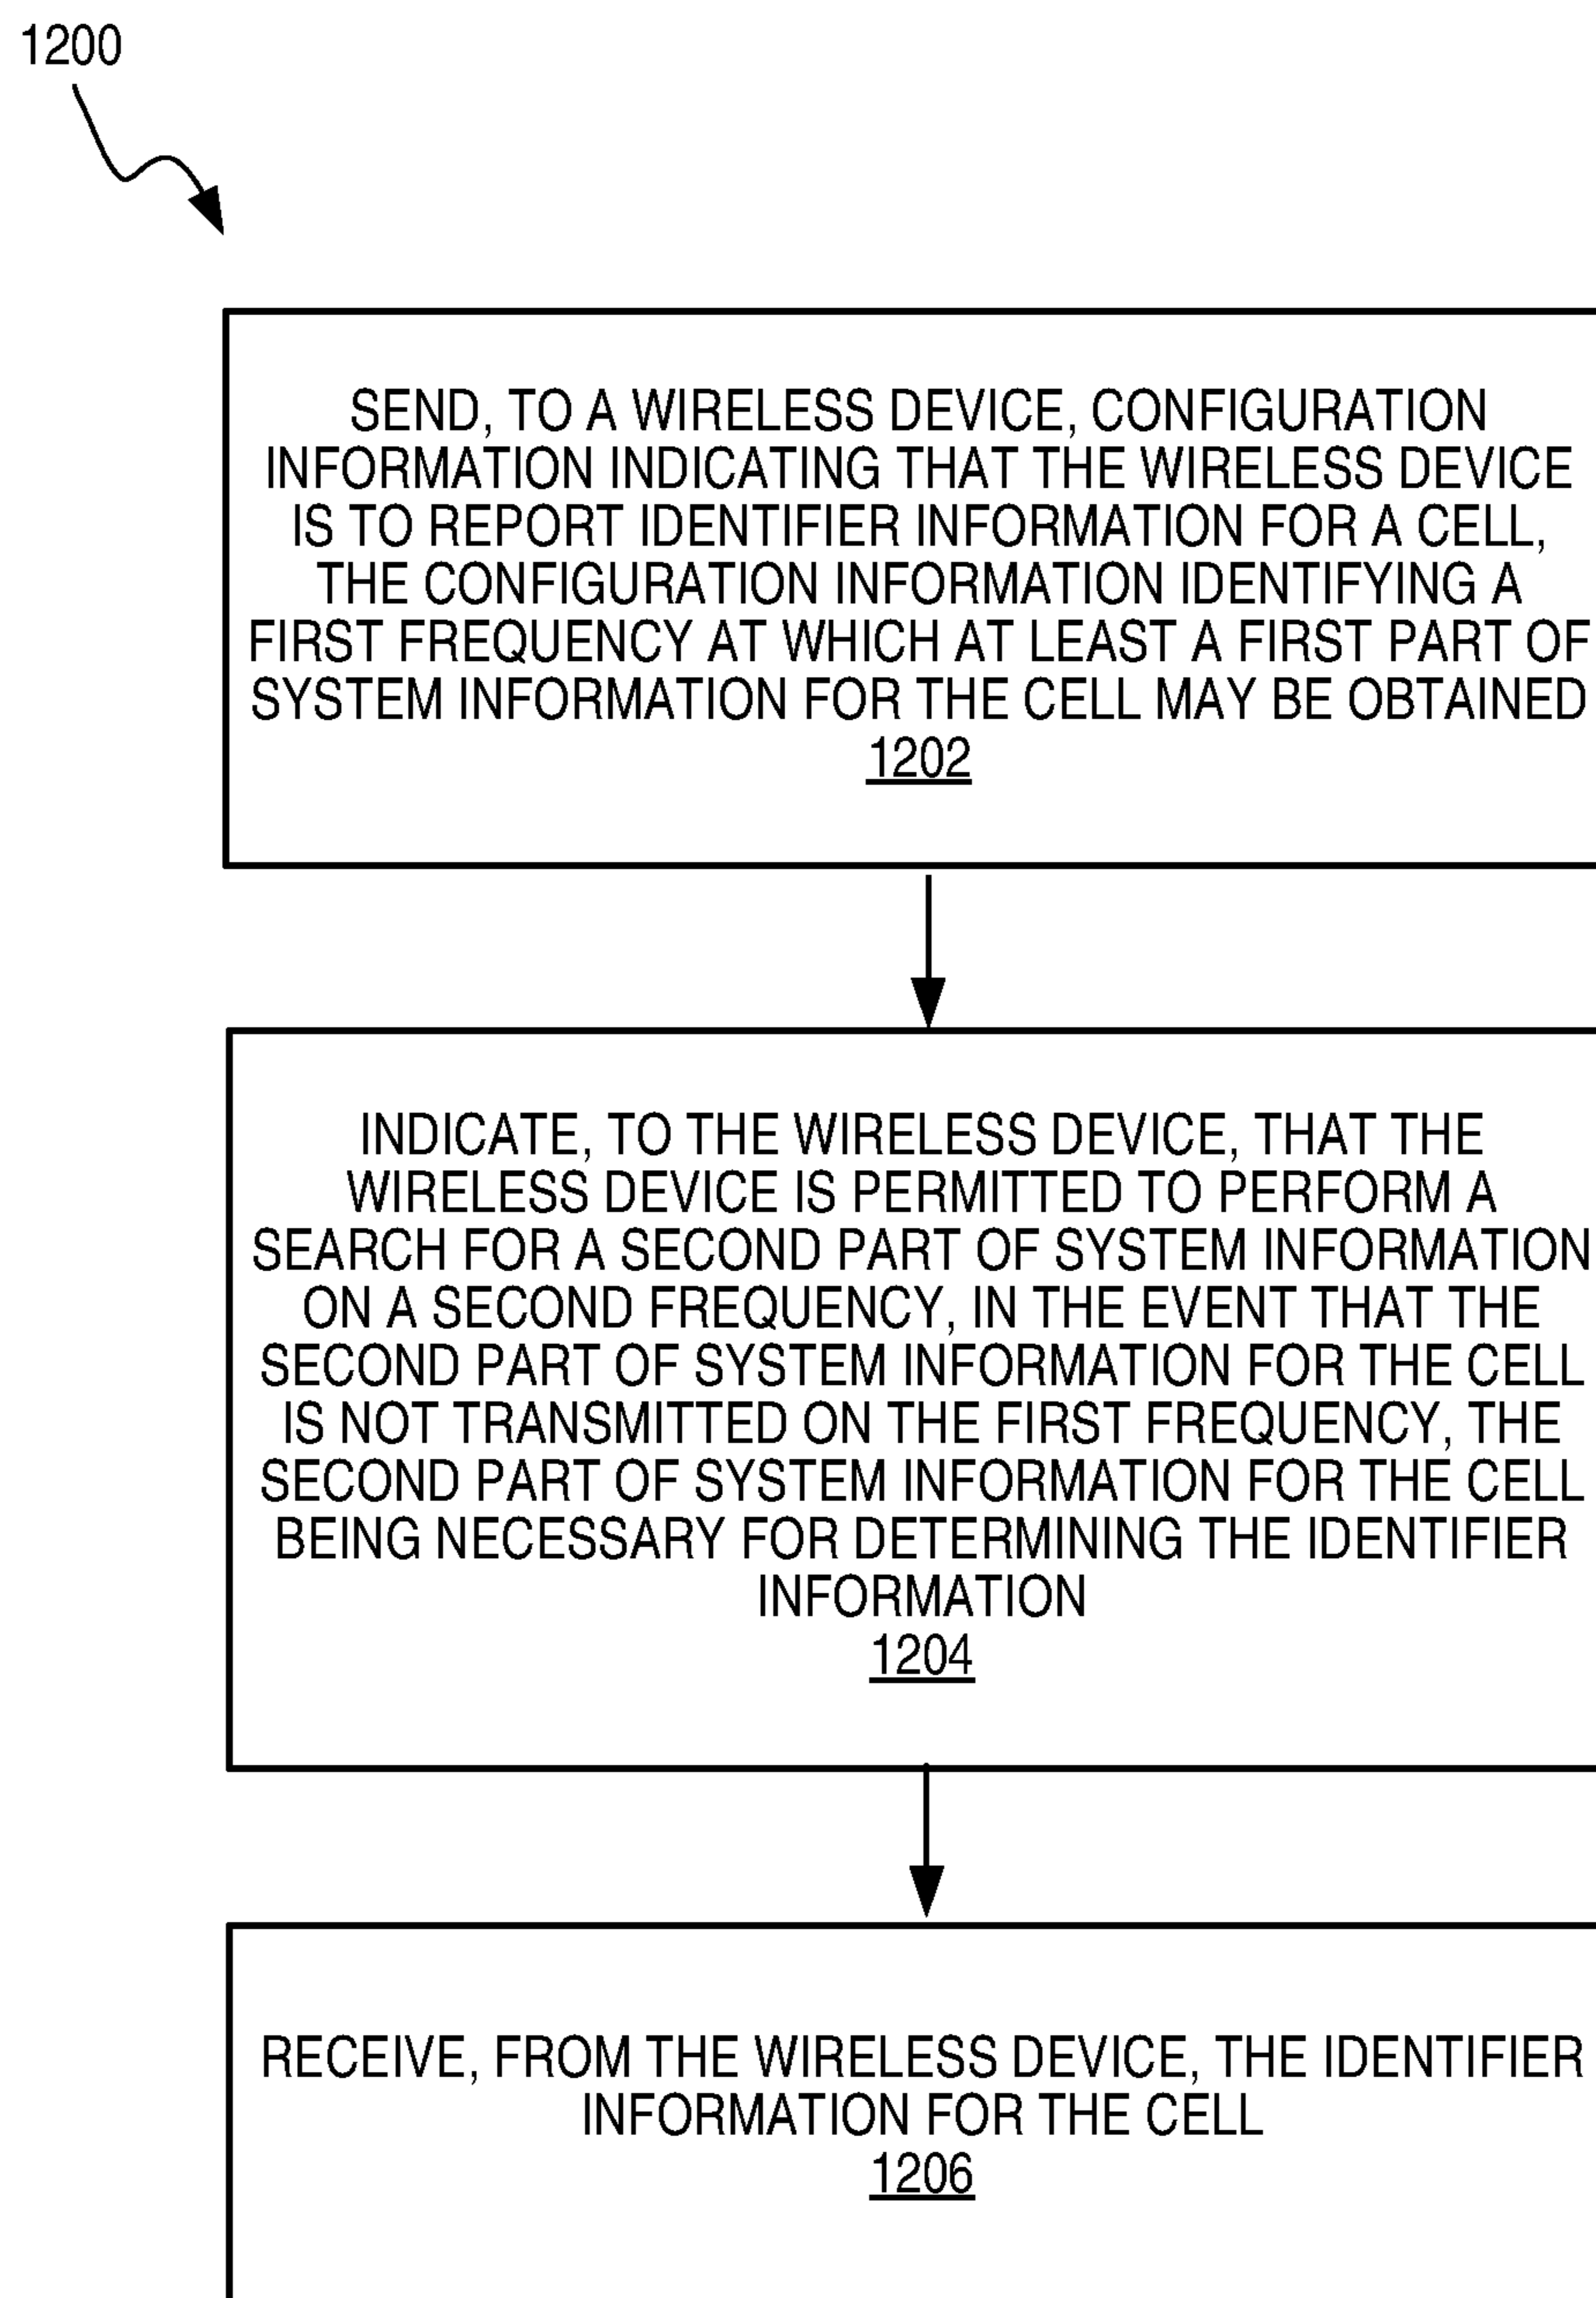 1200
SEND, TO A WIRELESS DEVICE, CONFIGURATION
INFORMATION INDICATING THAT THE WIRELESS DEVICE
IS TO REPORT IDENTIFIER INFORMATION FOR A CELL,
THE CONFIGURATION INFORMATION IDENTIFYING A
FIRST FREQUENCY AT WHICH AT LEAST A FIRST PART OF
SYSTEM INFORMATION FOR THE CELL MAY BE OBTAINED
1202
INDICATE, TO THE WIRELESS DEVICE, THAT THE
WIRELESS DEVICE IS PERMITTED TO PERFORM A
SEARCH FOR A SECOND PART OF SYSTEM INFORMATION
ON A SECOND FREQUENCY, IN THE EVENT THAT THE
SECOND PART OF SYSTEM INFORMATION FOR THE CELL
IS NOT TRANSMITTED ON THE FIRST FREQUENCY, THE
SECOND PART OF SYSTEM INFORMATION FOR THE CELL
BEING NECESSARY FOR DETERMINING THE IDENTIFIER
INFORMATION
1204
RECEIVE, FROM THE WIRELESS DEVICE, THE IDENTIFIER
INFORMATION FOR THE CELL
1206